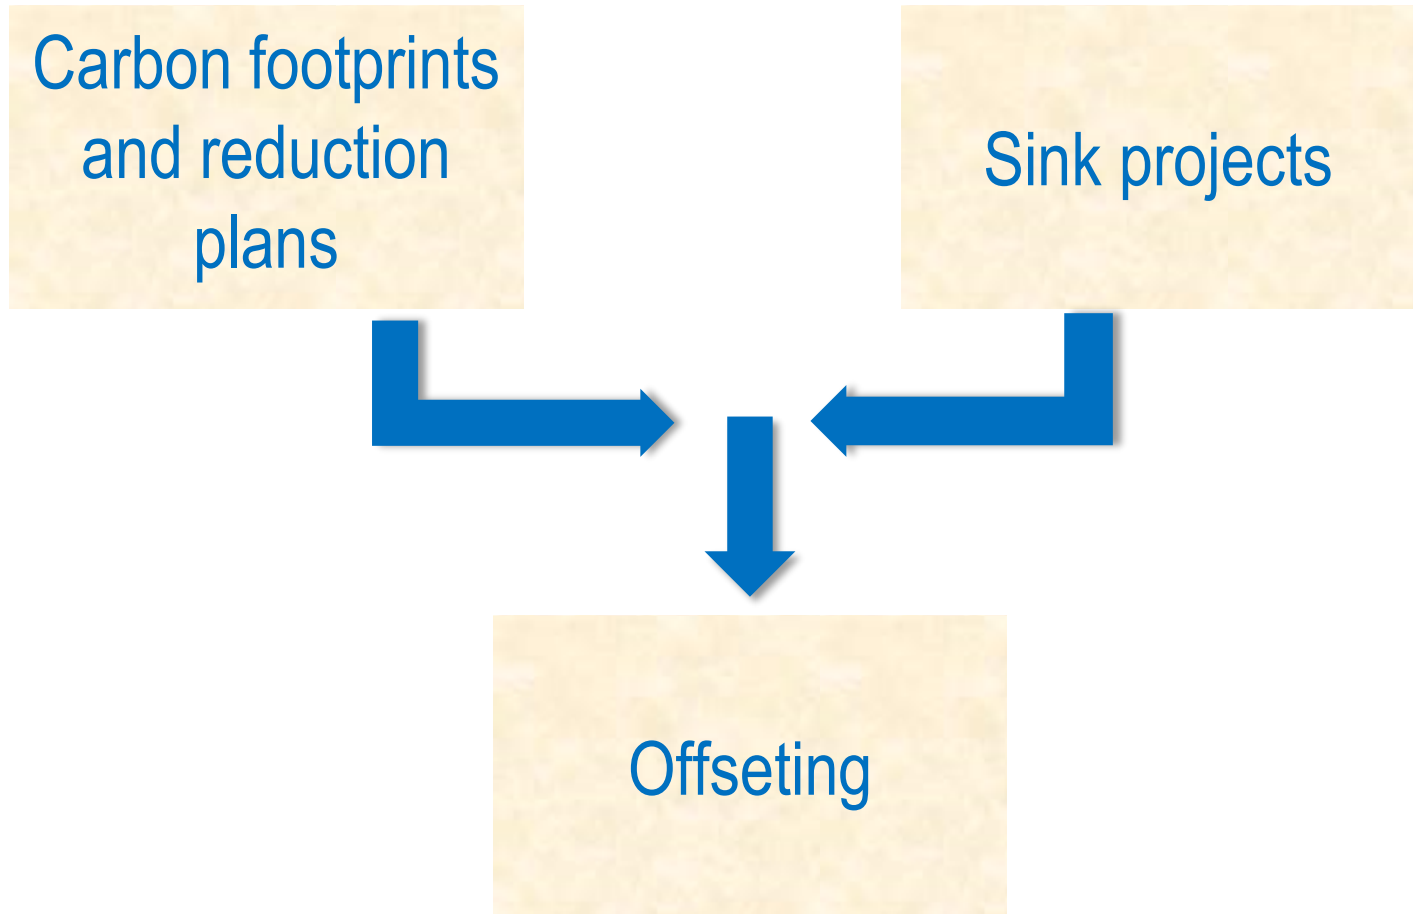 Carbon footprints
and reduction
plans
Sink projects
Offseting